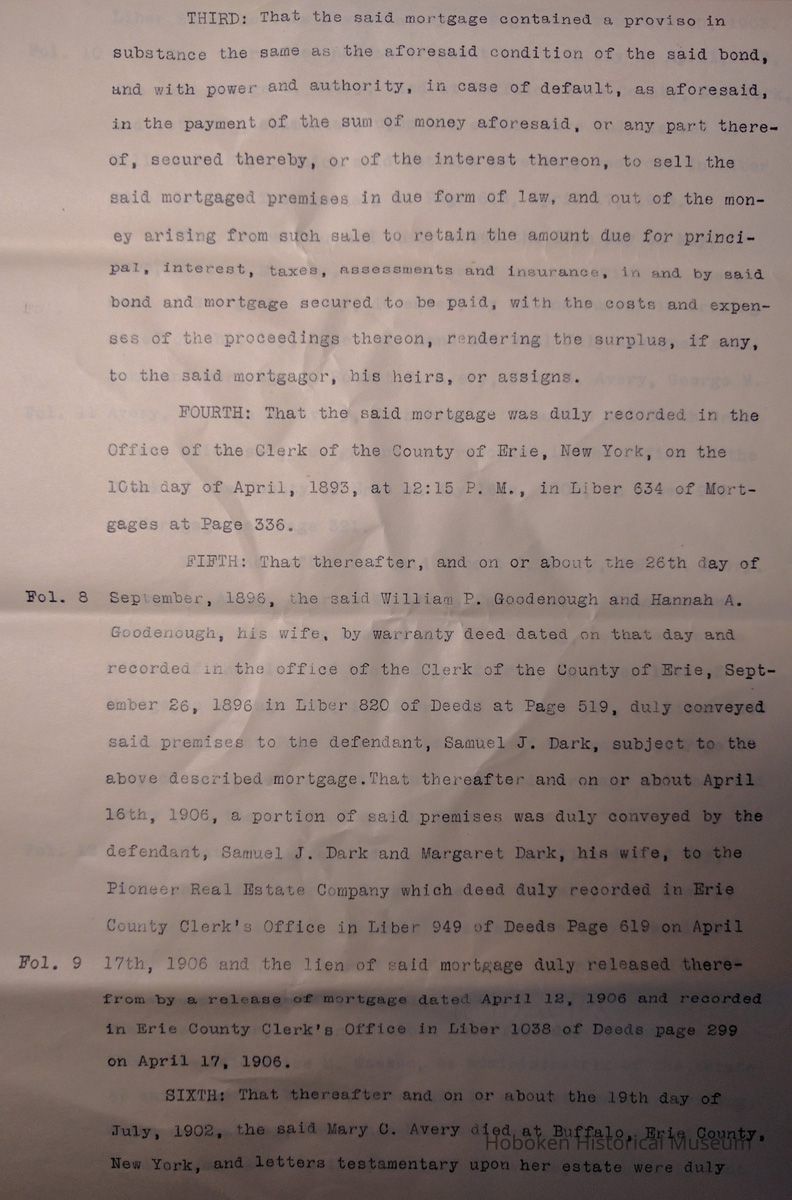 THIRD: That the said mortgage contained a proviso in
substance the same as the aforesaid condition of the said bond,
and with power and authority, in case of default, as aforesaid,
in the payment of the sum of money aforesaid, or any part there-
of, secured thereby, or of the interest thereon, to sell the
said mortgaged premises in due form of law, and out of the mon-
ey arising from such sale to retain the amount due for princi-
pal, interest, taxes, assessments and insurance, in and by said
bond and mortgage secured to be paid, with the costs and expen-
ses of the proceedings thereon, rendering the surplus, if any,
to the said mortgagor, his heirs, or assigns.
FOURTH: That the said mortgage was duly recorded in the
Office of the Clerk of the County of Erie, New York, on the
10th day of April, 1893, at 12:15 P. M., in Liber 634 of Mort-
gages at Page 336.
FIFTH: That thereafter, and on or about the 26th day of
Fol. 8 September, 1896, the said William P. Goodenough and Hannah A.
Goodenough, his wife, by warranty deed dated on that day and
recorded in the office of the Clerk of the County of Erie, Sept-
ember 26, 1896 in Liber 820 of Deeds at Page 519, duly conveyed
said premises to the defendant, Samuel J. Dark, subject to the
above described mortgage.That thereafter and on or about April
16th, 1906, a portion of said premises was duly conveyed by the
defendant, Samuel J. Dark and Margaret Dark, his wife, to the
Pioneer Real Estate Company which deed duly recorded in Erie
County Clerk's Office in Liber 949 of Deeds Page 619 on April
Fol. 9 17th, 1906 and the lien of said mortgage duly released there-
from by a release of mortgage dated April 12, 1906 and recorded
in Erie County Clerk's Office in Liber 1038 of Deeds page 299
on April 17, 1906.
SIXTH: That thereafter and on or about the 19th day of
July, 1902, the said Mary C. Avery died at Buffalo, Erie County,
Hoboken Historical Museum
New York, and letters testamentary upon her estate were duly